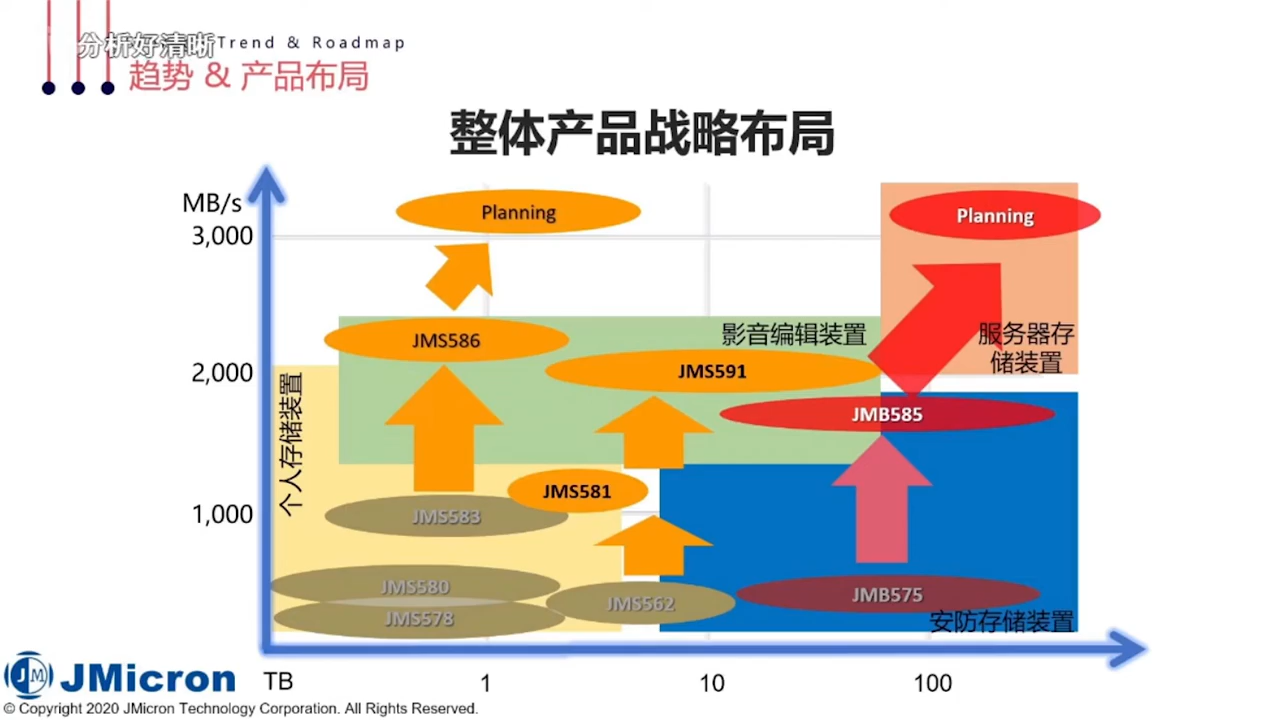 分析好清晰
Trend & Roadmap
趋势 & 产品布局
整体产品战略布局
MB/s
3,000
2,000
1,000
Planning
Planning
JMS586
影音编辑装置
服务器存
储装置
JMS591
个人存储装置
JMB585
JMS581
JMS583
JMS580
JMS562
JMB575
JMS578
安防存储装置
JM
JMicron
TB
1
10
100
© Copyright 2020 JMicron Technology Corporation. All Rights Reserved.